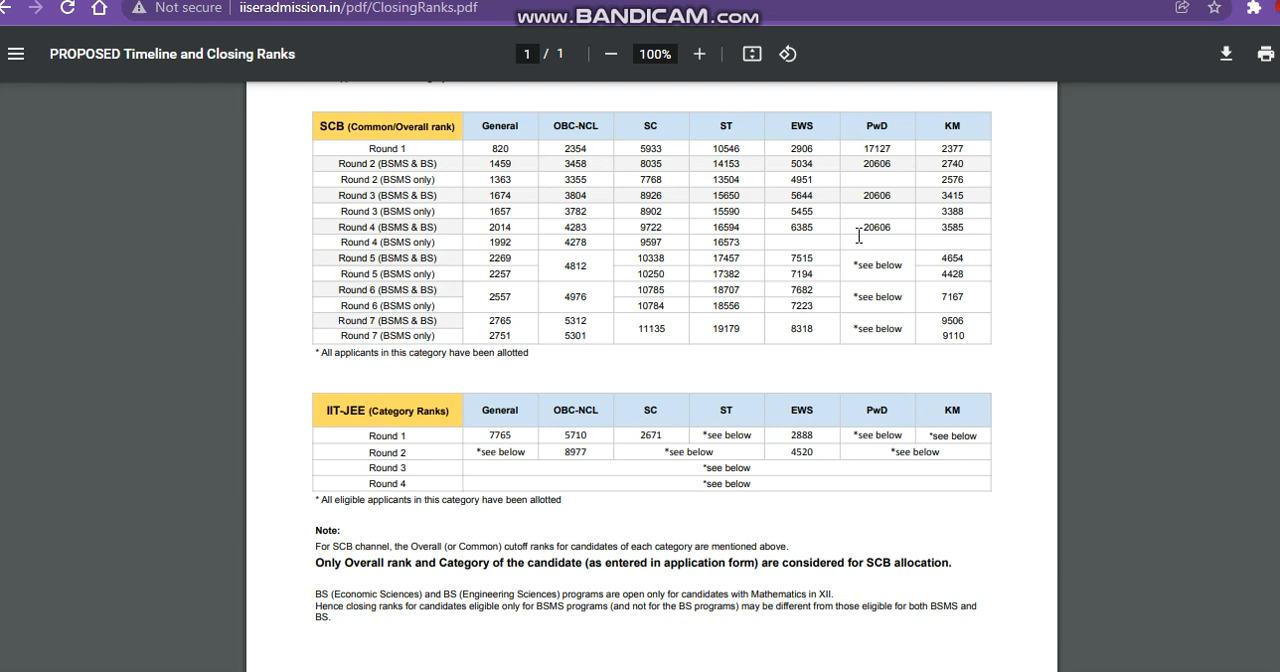 Not secure | iiseradmission.in/pdf/ClosingRanks.pdf
www.BANDICAM.com
PROPOSED Timeline and Closing Ranks 1 / 1 100%
SCB (Common/Overall rank) General OBC-NCL SC ST EWS PwD KM
Round 1 820 2354 5933 10546 2906 17127 2377
Round 2 (BSMS & BS) 1459 3458 8035 14153 5034 20606 2740
Round 2 (BSMS only) 1363 3355 7768 13504 4951 2576
Round 3 (BSMS & BS) 1674 3804 8926 15650 5644 20606 3415
Round 3 (BSMS only) 1657 3782 8902 15590 5455 3388
Round 4 (BSMS & BS) 2014 4283 9722 16594 6385 20606 3585
Round 4 (BSMS only) 1992 4278 9597 16573
Round 5 (BSMS & BS) 2269 4812 10338 17457 7515 *see below 4654
Round 5 (BSMS only) 2257 10250 17382 7194 4428
Round 6 (BSMS & BS) 2557 4976 10785 18707 7682 *see below 7167
Round 6 (BSMS only) 10784 18556 7223
Round 7 (BSMS & BS) 2765 5312 11135 19179 8318 *see below 9506
Round 7 (BSMS only) 2751 5301 9110
* All applicants in this category have been allotted
IIT-JEE (Category Ranks) General OBC-NCL SC ST EWS PwD KM
Round 1 7765 5710 2671 *see below 2888 *see below *see below
Round 2 *see below 8977 *see below 4520 *see below
Round 3 *see below
Round 4 *see below
* All eligible applicants in this category have been allotted
Note:
For SCB channel, the Overall (or Common) cutoff ranks for candidates of each category are mentioned above.
Only Overall rank and Category of the candidate (as entered in application form) are considered for SCB allocation.
BS (Economic Sciences) and BS (Engineering Sciences) programs are open only for candidates with Mathematics in XII.
Hence closing ranks for candidates eligible only for BSMS programs (and not for the BS programs) may be different from those eligible for both BSMS and
BS.